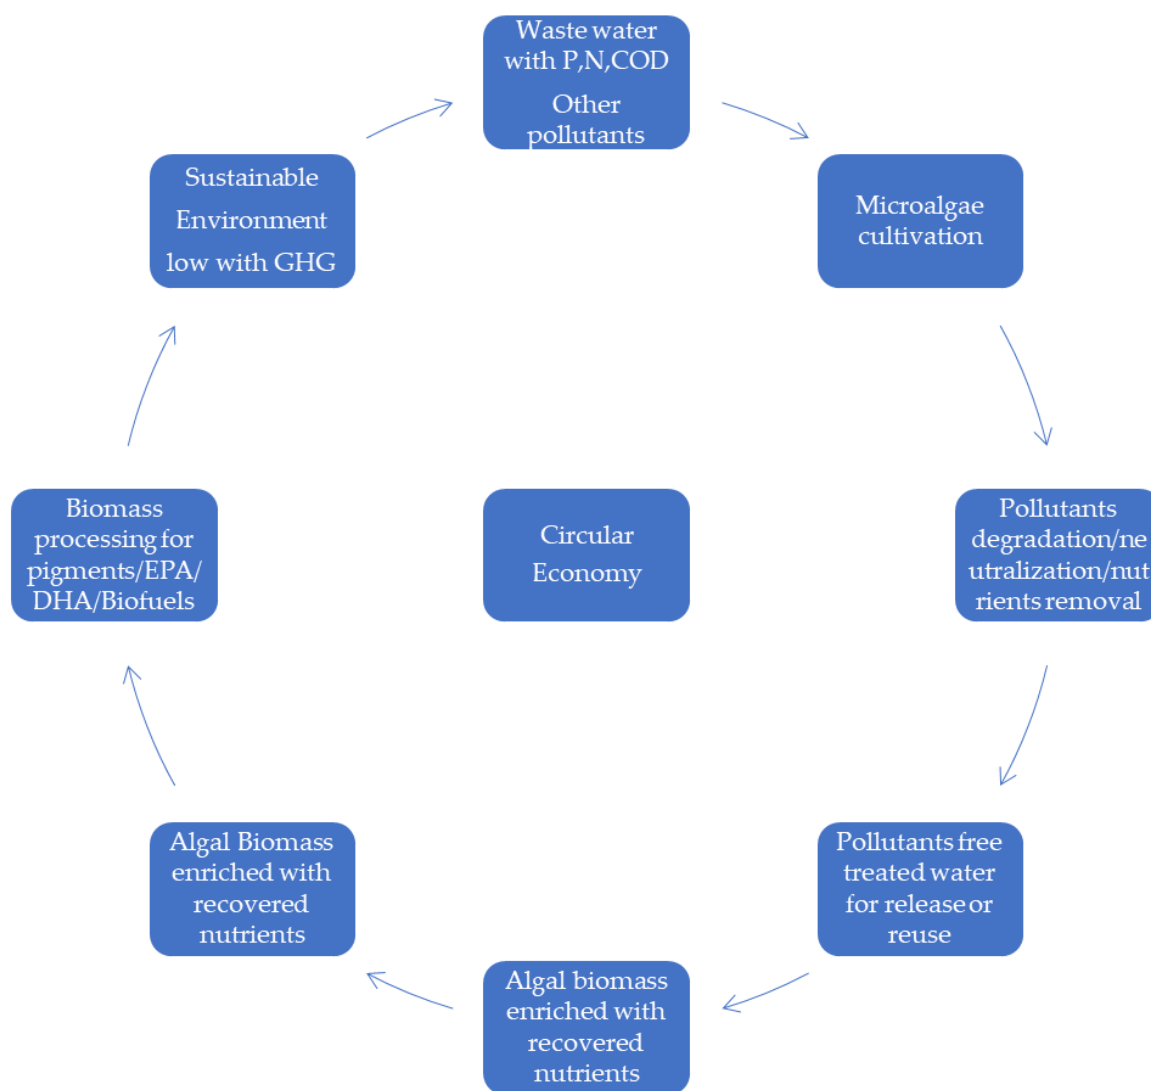 Waste water
with P,N,COD
Other
pollutants
Microalgae
cultivation
Pollutants
degradation/ne
utralization/nut
rients removal
Pollutants free
treated water
for release or
reuse
Algal biomass
enriched with
recovered
nutrients
Algal Biomass
enriched with
recovered
nutrients
Biomass
processing for
pigments/EPA/
DHA/Biofuels
Sustainable
Environment
low with GHG
Circular
Economy